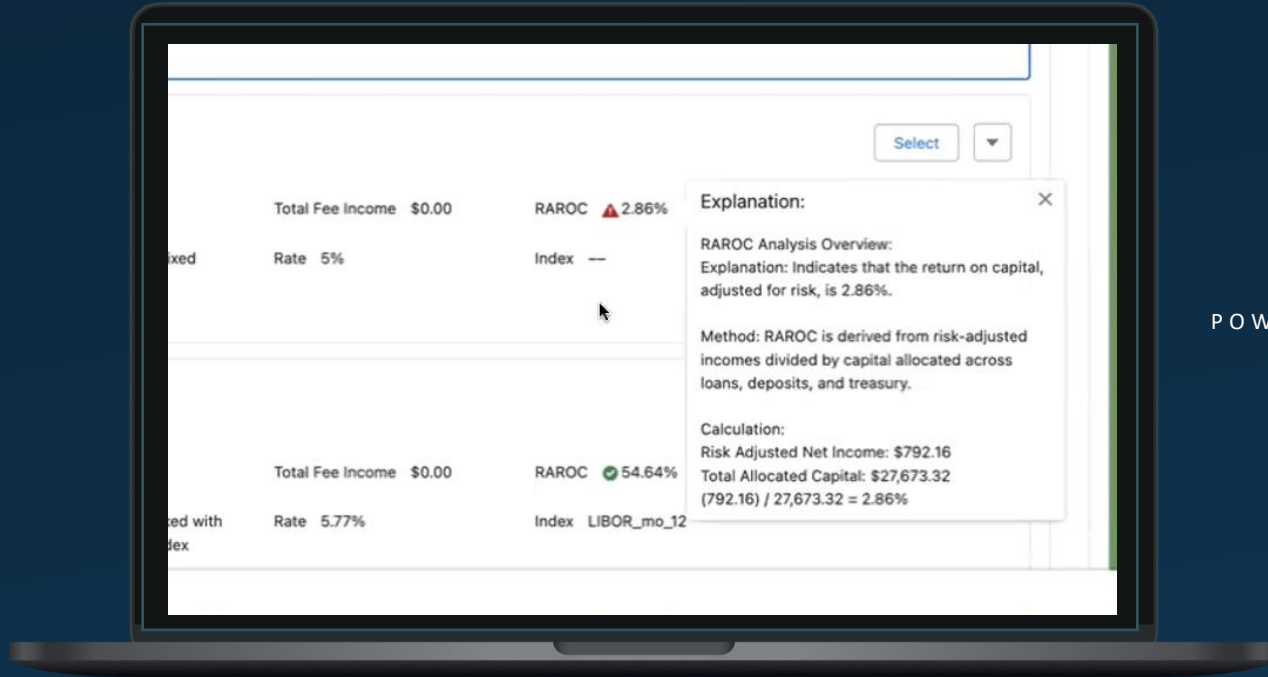 Select
Total Fee Income $0.00
RAROC 2.86%
Rate 5%
Index —
Explanation:
RAROC Analysis Overview:
Explanation: Indicates that the return on capital,
adjusted for risk, is 2.86%.
Method: RAROC is derived from risk-adjusted
incomes divided by capital allocated across
loans, deposits, and treasury.
Calculation:
Risk Adjusted Net Income: $792.16
Total Allocated Capital: $27,673.32
(792.16) / 27,673.32 = 2.86%
Total Fee Income $0.00
RAROC 54.64%
with
Rate 5.77%
Index LIBOR_mo_12